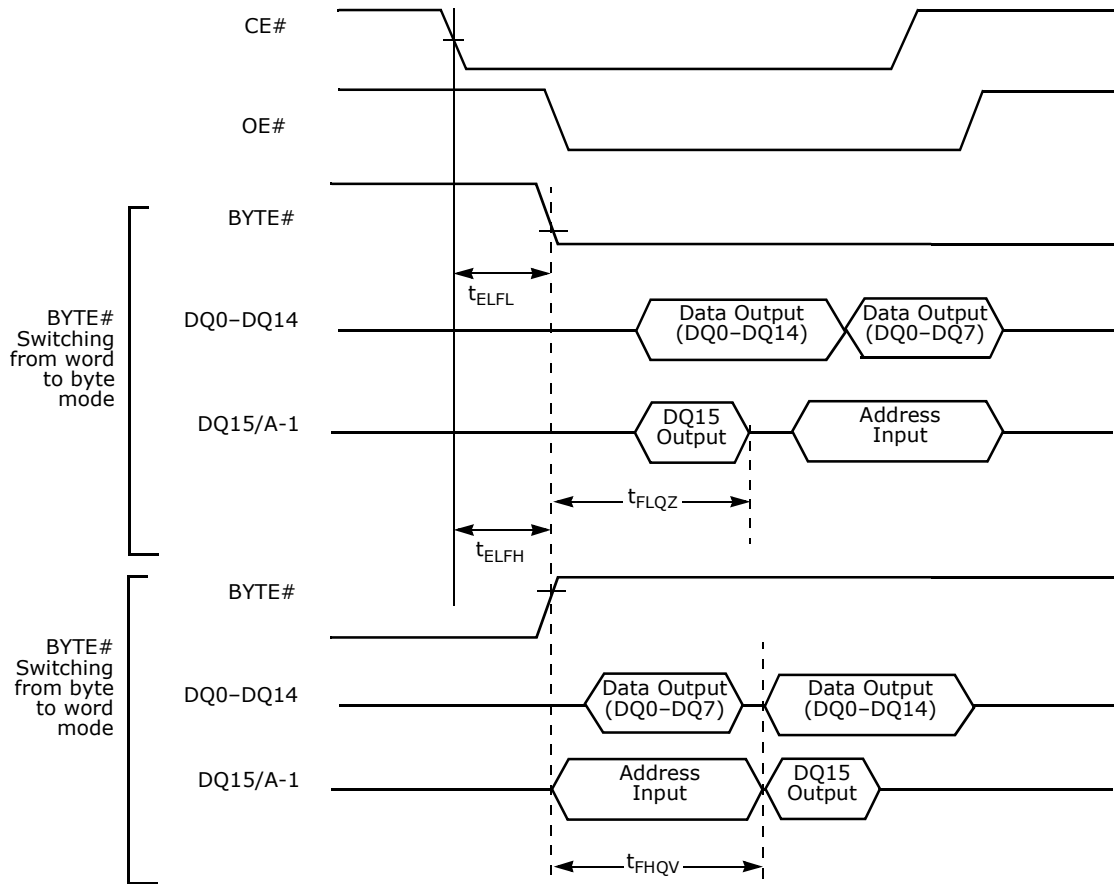 CE#
OE#
BYTE#
Switching
from word
to byte
mode
BYTE#
tELFL
DQ0–DQ14
Data Output
(DQ0–DQ14)
Data Output
(DQ0–DQ7)
DQ15/A-1
DQ15
Output
Address
Input
tFLQZ
tELFH
BYTE#
Switching
from byte
to word
mode
BYTE#
DQ0–DQ14
Data Output
(DQ0–DQ7)
Data Output
(DQ0–DQ14)
DQ15/A-1
Address
Input
DQ15
Output
tFHQV